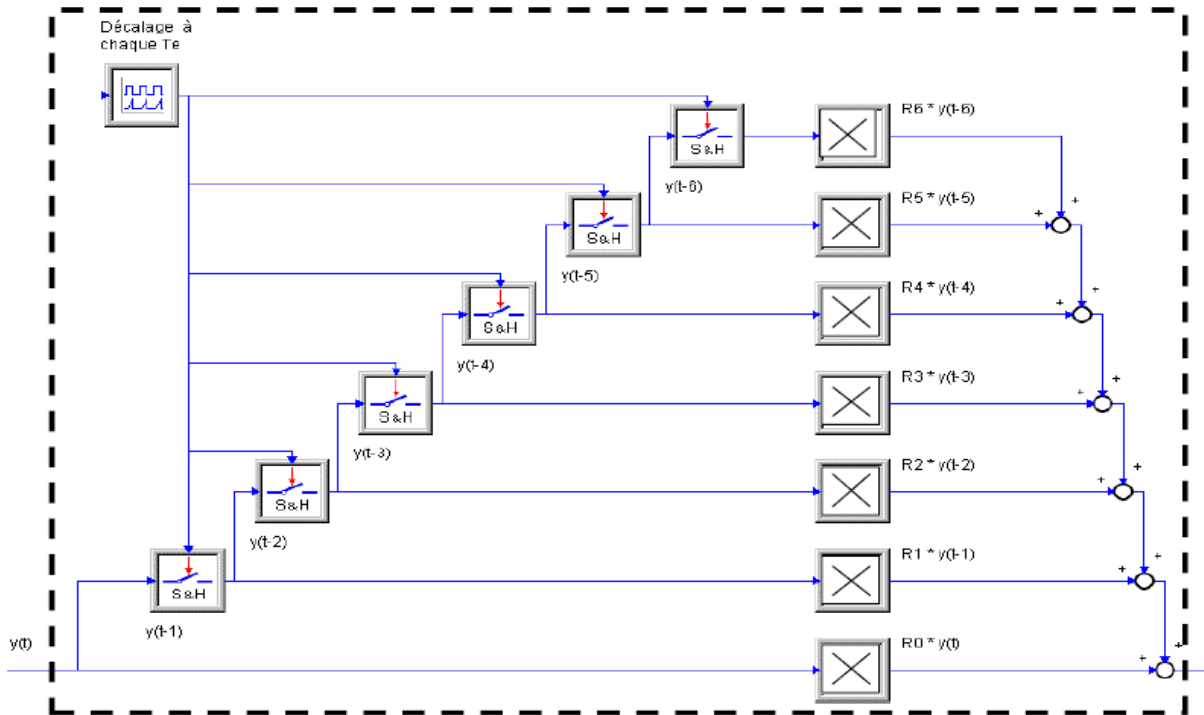 Décalage à
chaque Te
R6 * y(t-6)
S&H
+
y(t-6)
R5 * y(t-5)
+
S&H
+
y(t-5)
R4 * y(t-4)
+
S&H
+
y(t-4)
R3 * y(t-3)
+
S&H
+
y(t-3)
R2 * y(t-2)
+
S&H
+
y(t-2)
R1 * y(t-1)
+
S&H
+
y(t-1)
y(t)
R0 * y(t)
+
+